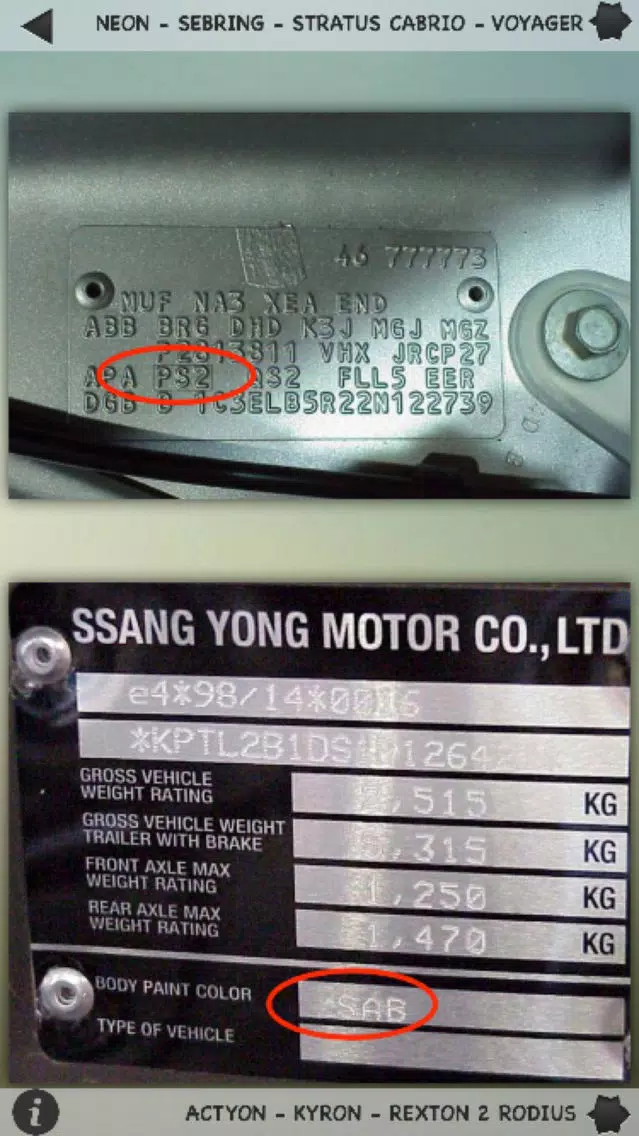 NEON - SEBRING - STRATUS CABRIO - VOYAGER
46 777773
MUF NA3 XEA END
ABB BRG DHD K3J MGJ MGZ
VHX JRCP27
APA PS2 FLL5 EER
DGB 1C3ELB5R22N122739
SSANG YONG MOTOR CO., LTD
e4*98/14*
GROSS VEHICLE
WEIGHT RATING 515 KG
GROSS VEHICLE WEIGHT
TRAILER WITH BRAKE 315 KG
FRONT AXLE MAX
WEIGHT RATING 1,250 KG
REAR AXLE MAX
WEIGHT RATING 1,470 KG
BODY PAINT COLOR SAB
TYPE OF VEHICLE
i
ACTYON - KYRON - REXTON 2 RODIUS